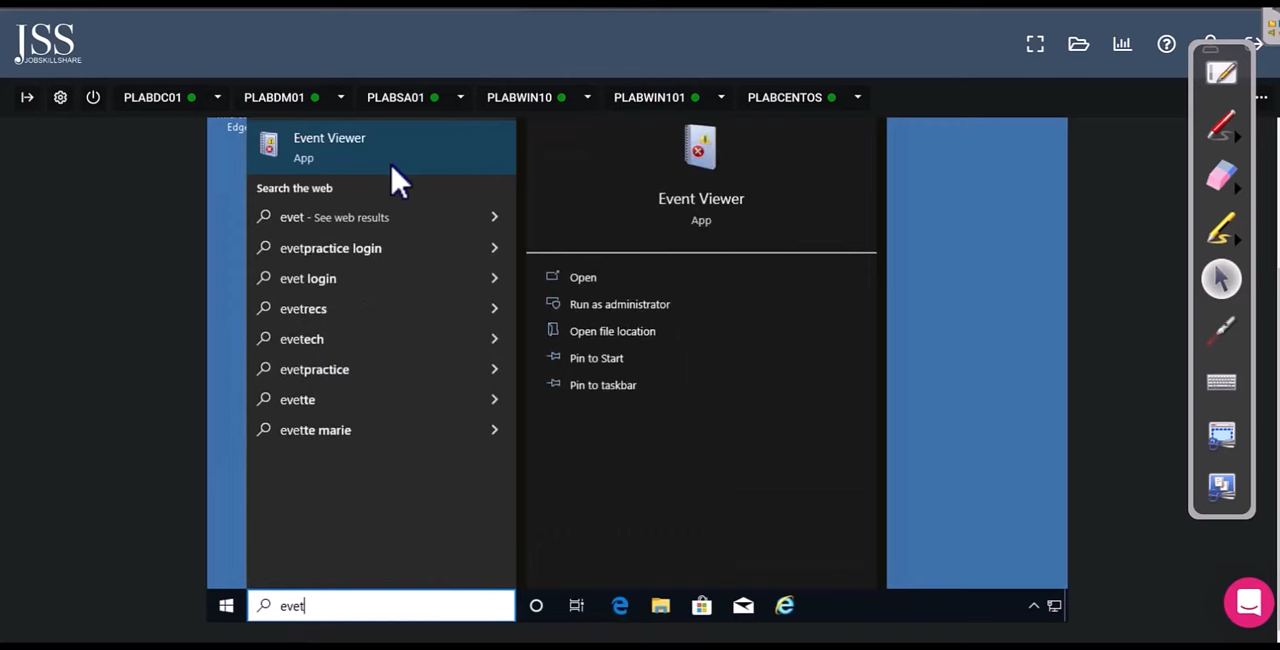 JSS
JOBSKILLSHARE
PLABDC01
PLABDM01
PLABSA01
PLABWIN10
PLABWIN101
PLABCENTOS
Edge
Event Viewer
App
Search the web
evet - See web results
evetpractice login
evet login
evetrecs
evetech
evetpractice
evette
evette marie
Event Viewer
App
Open
Run as administrator
Open file location
Pin to Start
Pin to taskbar
evet